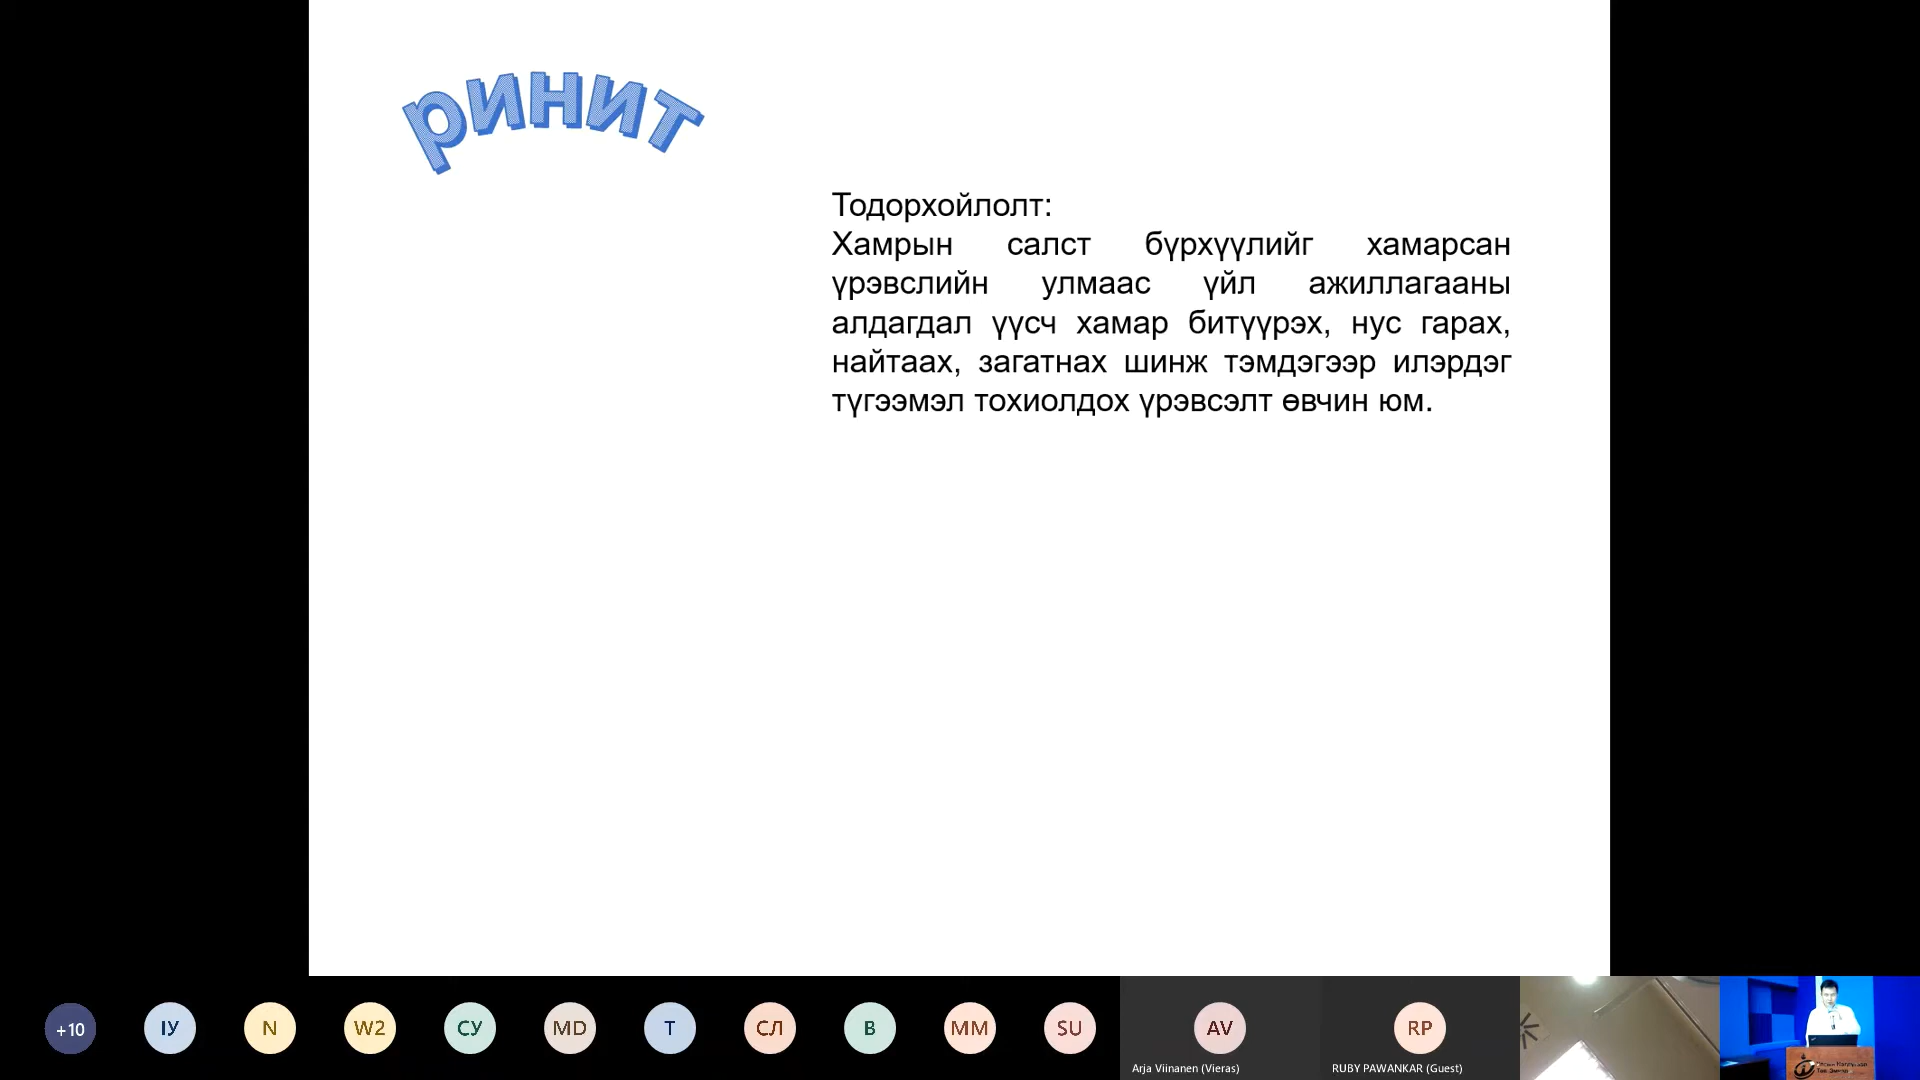 ринит
Тодорхойлолт:
Хамрын салст бүрхүүлийг хамарсан
үрэвслийн улмаас үйл ажиллагааны
алдагдал үүсч хамар битүүрэх, нус гарах,
найтаах, загатнах шинж тэмдэгээр илэрдэг
түгээмэл тохиолдох үрэвсэлт өвчин юм.
+10
ІУ
N
W2
СУ
MD
T
СЛ
B
MM
SU
AV
RP
Arja Viinanen (Vieras)
RUBY PAWANKAR (Guest)